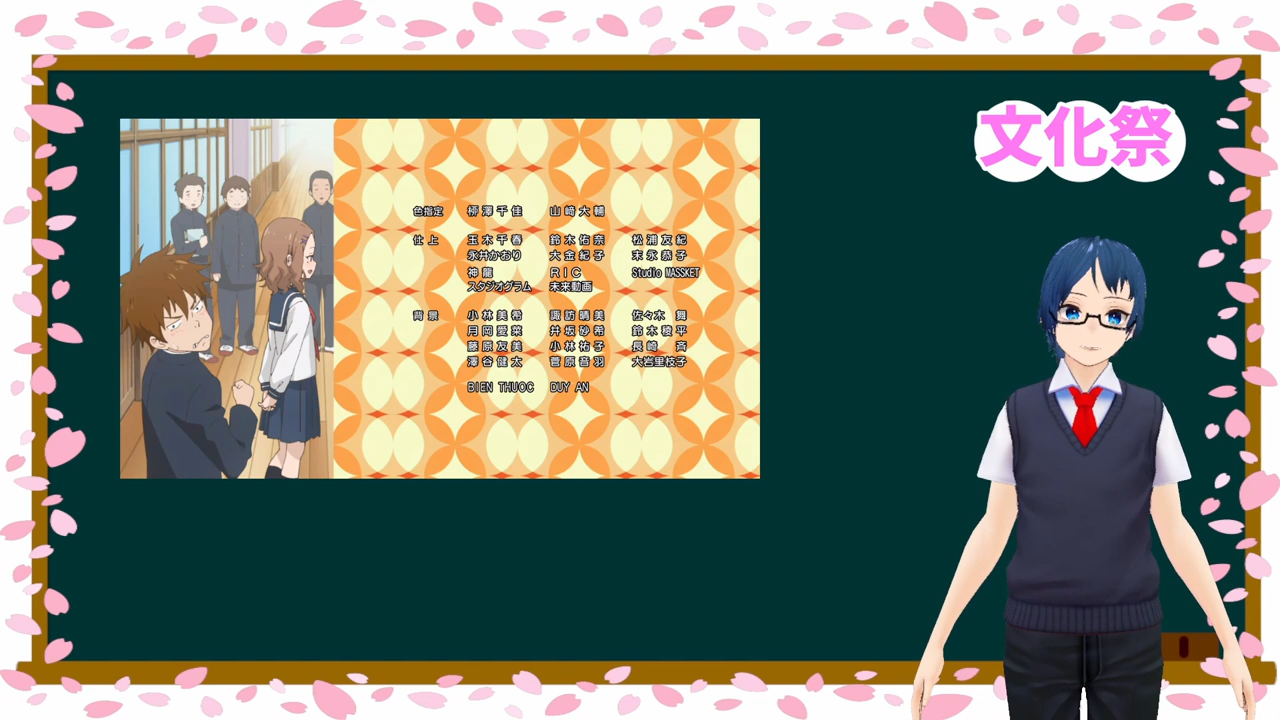 文化祭
色指定 栁澤千佳 山﨑大輔
仕上 玉木千春 鈴木佑奈 松浦友紀
永井かおり 大金紀子 末永恭子
神龍 RIC Studio MASSKET
スタジオグラム 未来動画
背景 小林美希 諏訪晴美 佐々木 舞
月岡愛菜 井坂紗希 鈴木稜平
藤原友美 小林祐子 長崎 斉
澤谷健太 菅原音羽 大岩里枝子
BIEN THUOC DUY AN